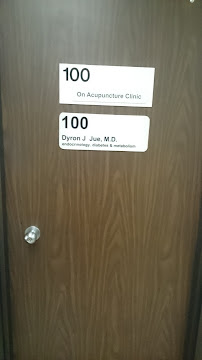 100
On Acupuncture Clinic
100
Dyron J. Jue, M.D.
endocrinology, diabetes & metabolism